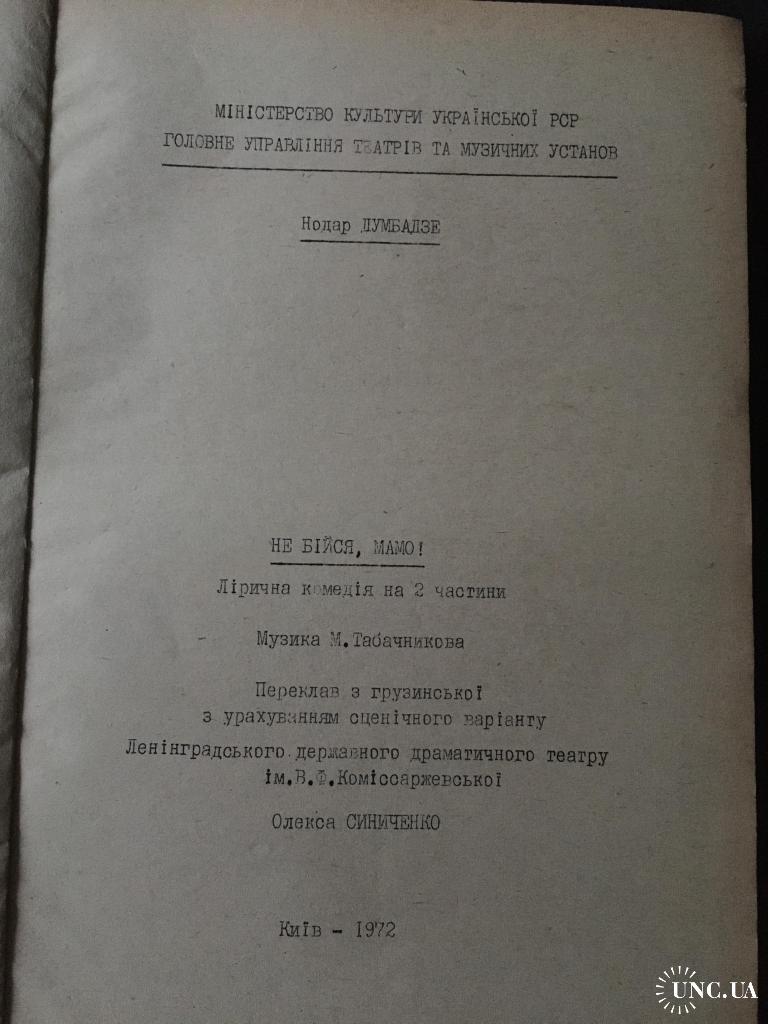 МІНІСТЕРСТВО КУЛЬТУРИ УКРАЇНСЬКОЇ РСР
ГОЛОВНЕ УПРАВЛІННЯ ТЕАТРІВ ТА МУЗИЧНИХ УСТАНОВ
Нодар ДУМБАДЗЕ
НЕ БІЙСЯ, МАМО!
Лірична комедія на 2 частини
Музика М.Табачникова
Переклав з грузинської
з урахуванням сценічного варіанту
Ленінградського державного драматичного театру
ім.В.Ф.Коміссаржевської
Олекса СИНИЧЕНКО
Київ - 1972
UNC.UA